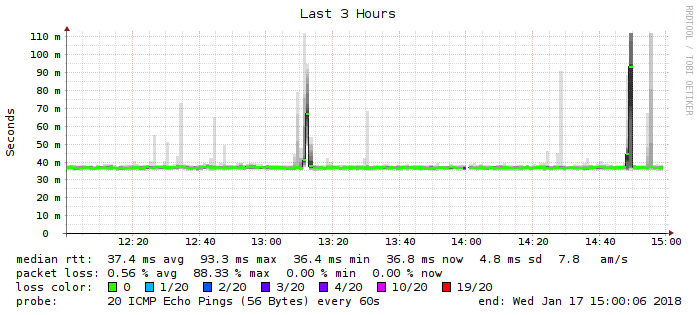 Last 3 Hours
RRDTOOL / TOBI OETIKER
Seconds
110 m
100 m
90 m
80 m
70 m
60 m
50 m
40 m
30 m
20 m
10 m
0
12:20 12:40 13:00 13:20 13:40 14:00 14:20 14:40 15:00
median rtt: 37.4 ms avg 93.3 ms max 36.4 ms min 36.8 ms now 4.8 ms sd 7.8 am/s
packet loss: 0.56 % avg 88.33 % max 0.00 % min 0.00 % now
loss color: 0 1/20 2/20 3/20 4/20 10/20 19/20
probe: 20 ICMP Echo Pings (56 Bytes) every 60s end: Wed Jan 17 15:00:06 2018